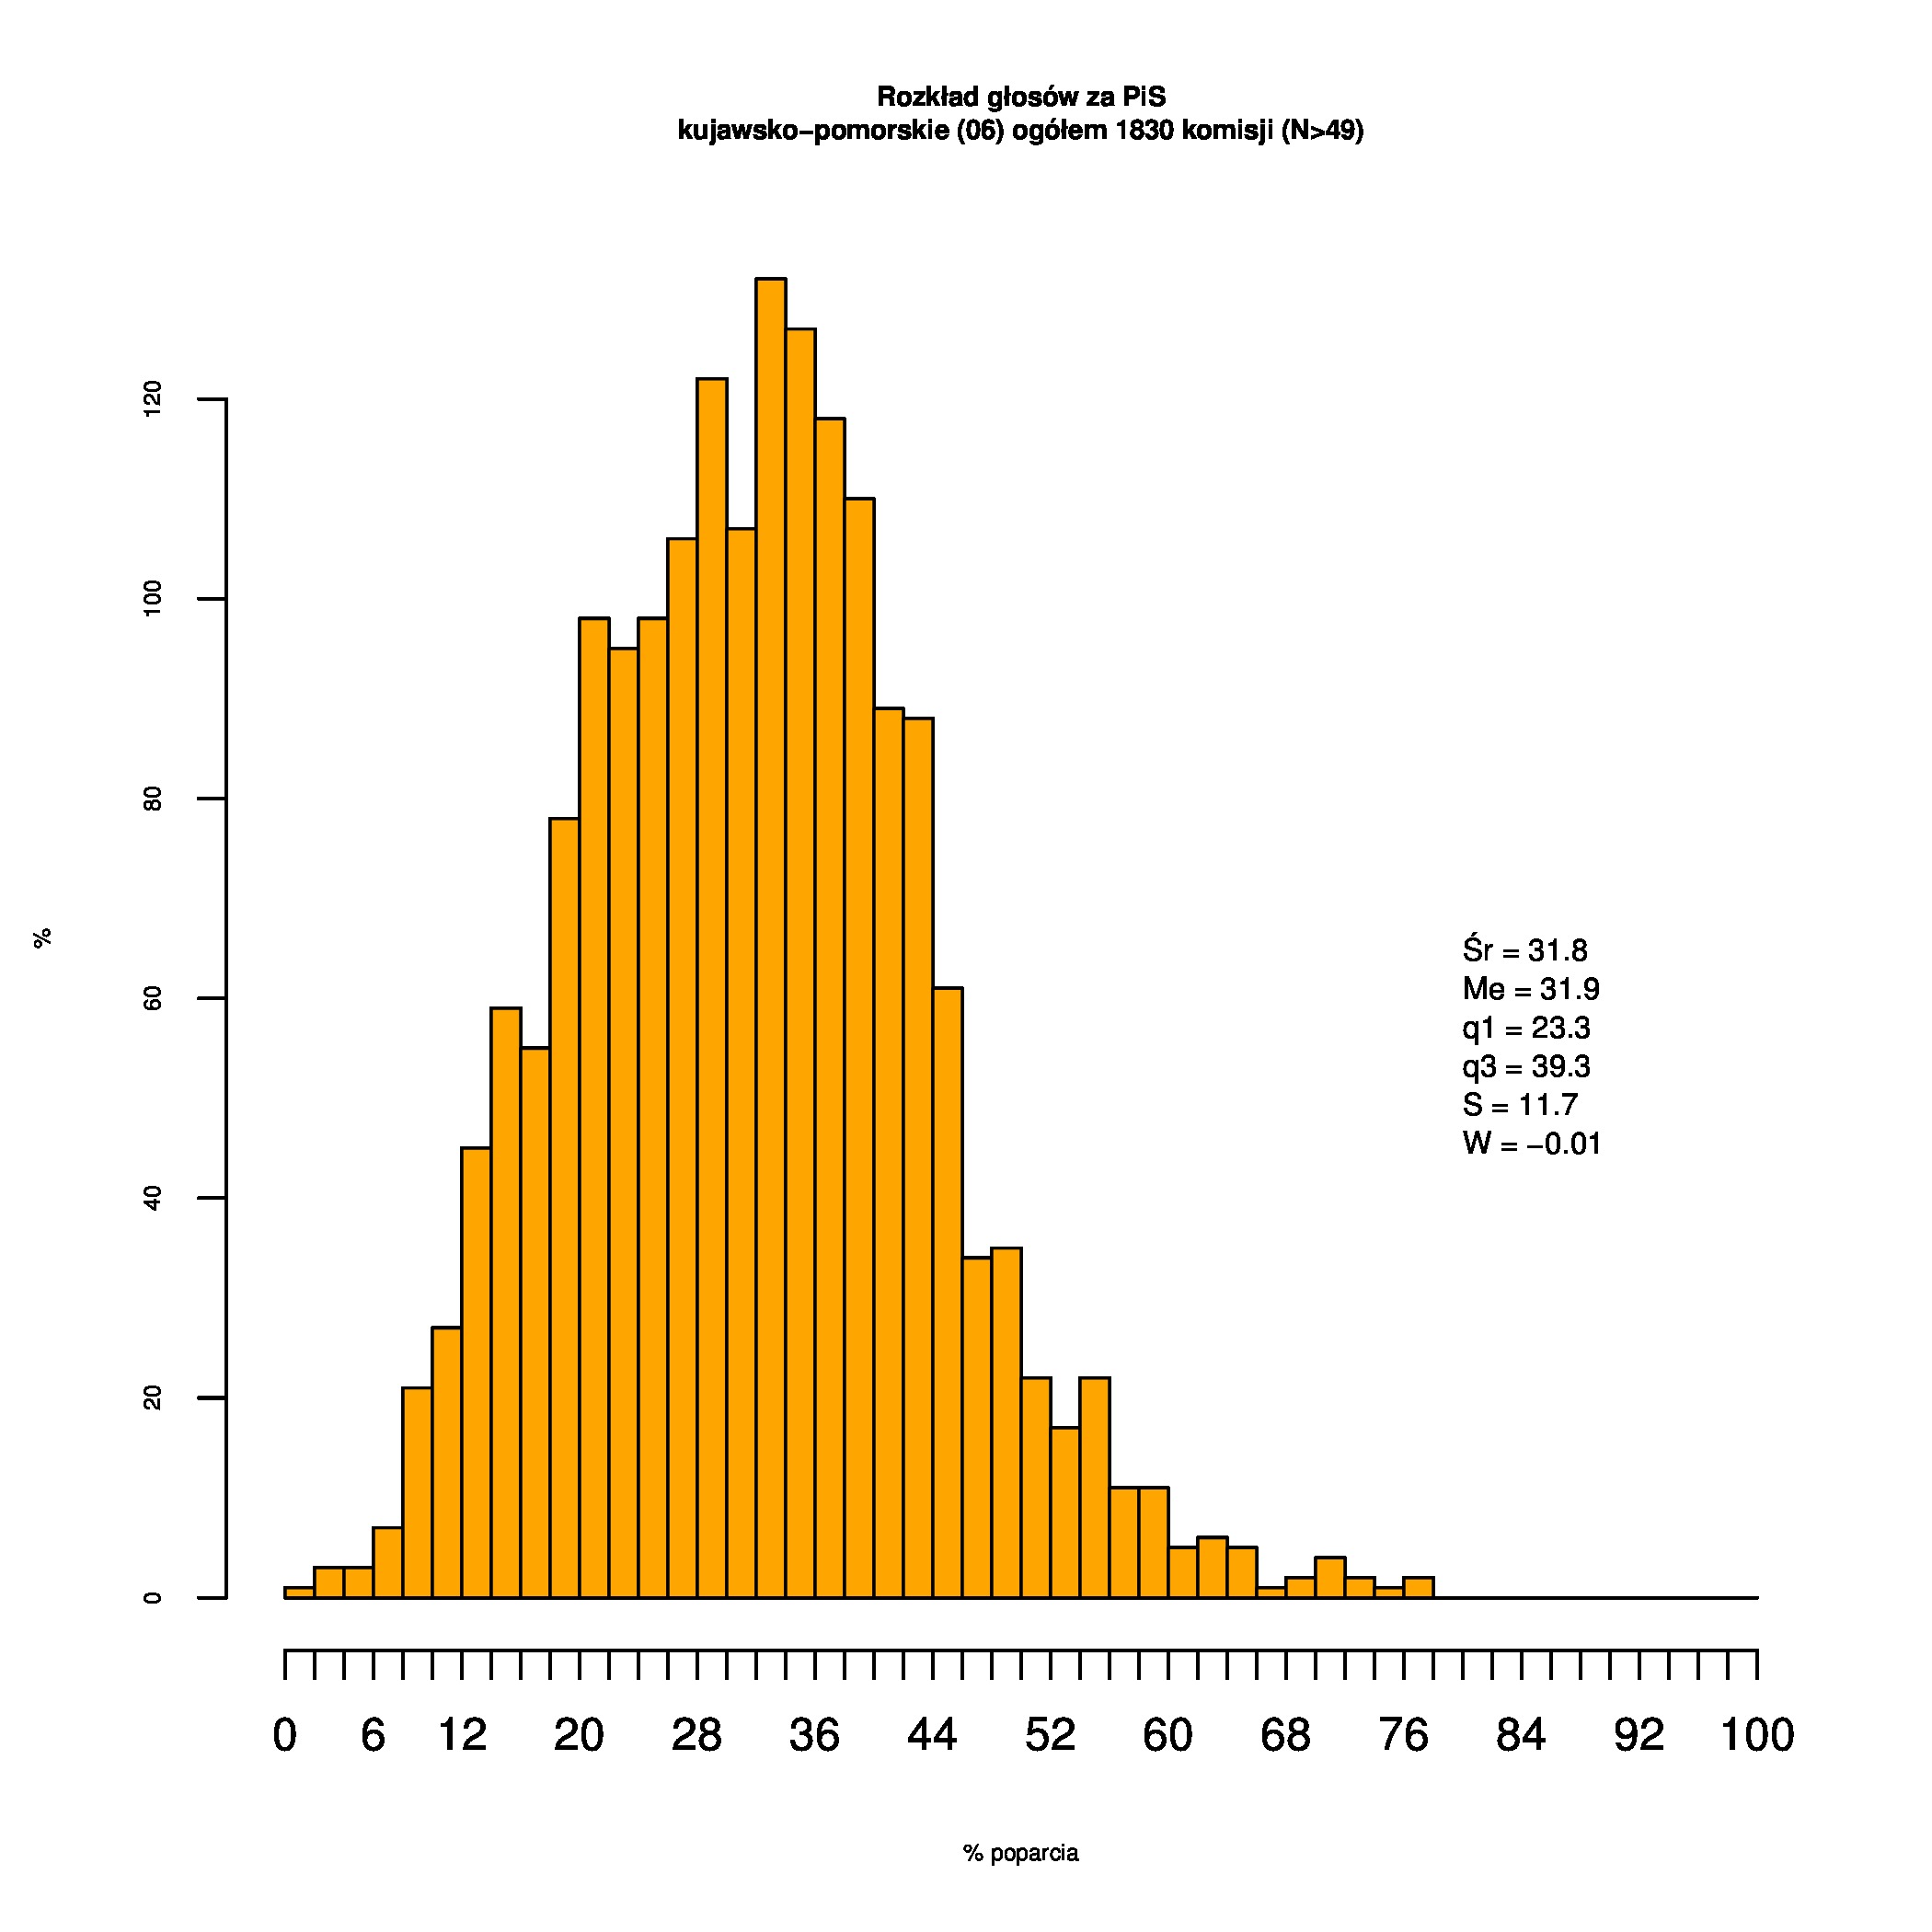 Rozkład głosów za PiS
kujawsko−pomorskie (06) ogółem 1830 komisji (N>49)
120
100
80
60
40
20
0
%
Śr = 31.8
Me = 31.9
q1 = 23.3
q3 = 39.3
S = 11.7
W = −0.01
0 6 12 20 28 36 44 52 60 68 76 84 92 100
% poparcia